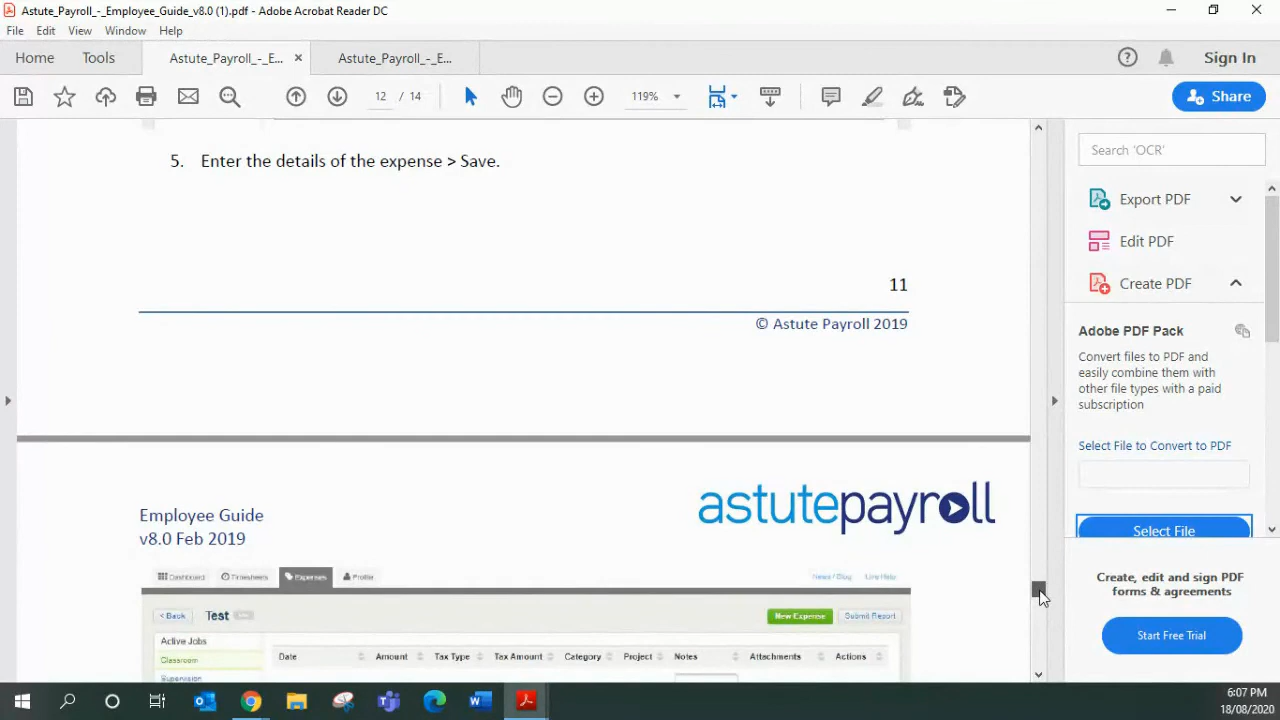 Astute_Payroll_-_Employee_Guide_v8.0 (1).pdf - Adobe Acrobat Reader DC
File Edit View Window Help
Home Tools Astute_Payroll_-_E... × Astute_Payroll_-_E... Sign In
12 / 14 119% Share
5. Enter the details of the expense > Save.
11
© Astute Payroll 2019
Employee Guide
v8.0 Feb 2019
astutepayroll
Dashboard Timesheets Expenses Profile News / Blog Live Help
< Back Test New Expense Submit Report
Active Jobs
Classroom
Supervision
Date Amount Tax Type Tax Amount Category Project Notes Attachments Actions
Search 'OCR'
Export PDF
Edit PDF
Create PDF
Adobe PDF Pack
Convert files to PDF and
easily combine them with
other file types with a paid
subscription
Select File to Convert to PDF
Select File
Create, edit and sign PDF
forms & agreements
Start Free Trial
6:07 PM
18/08/2020